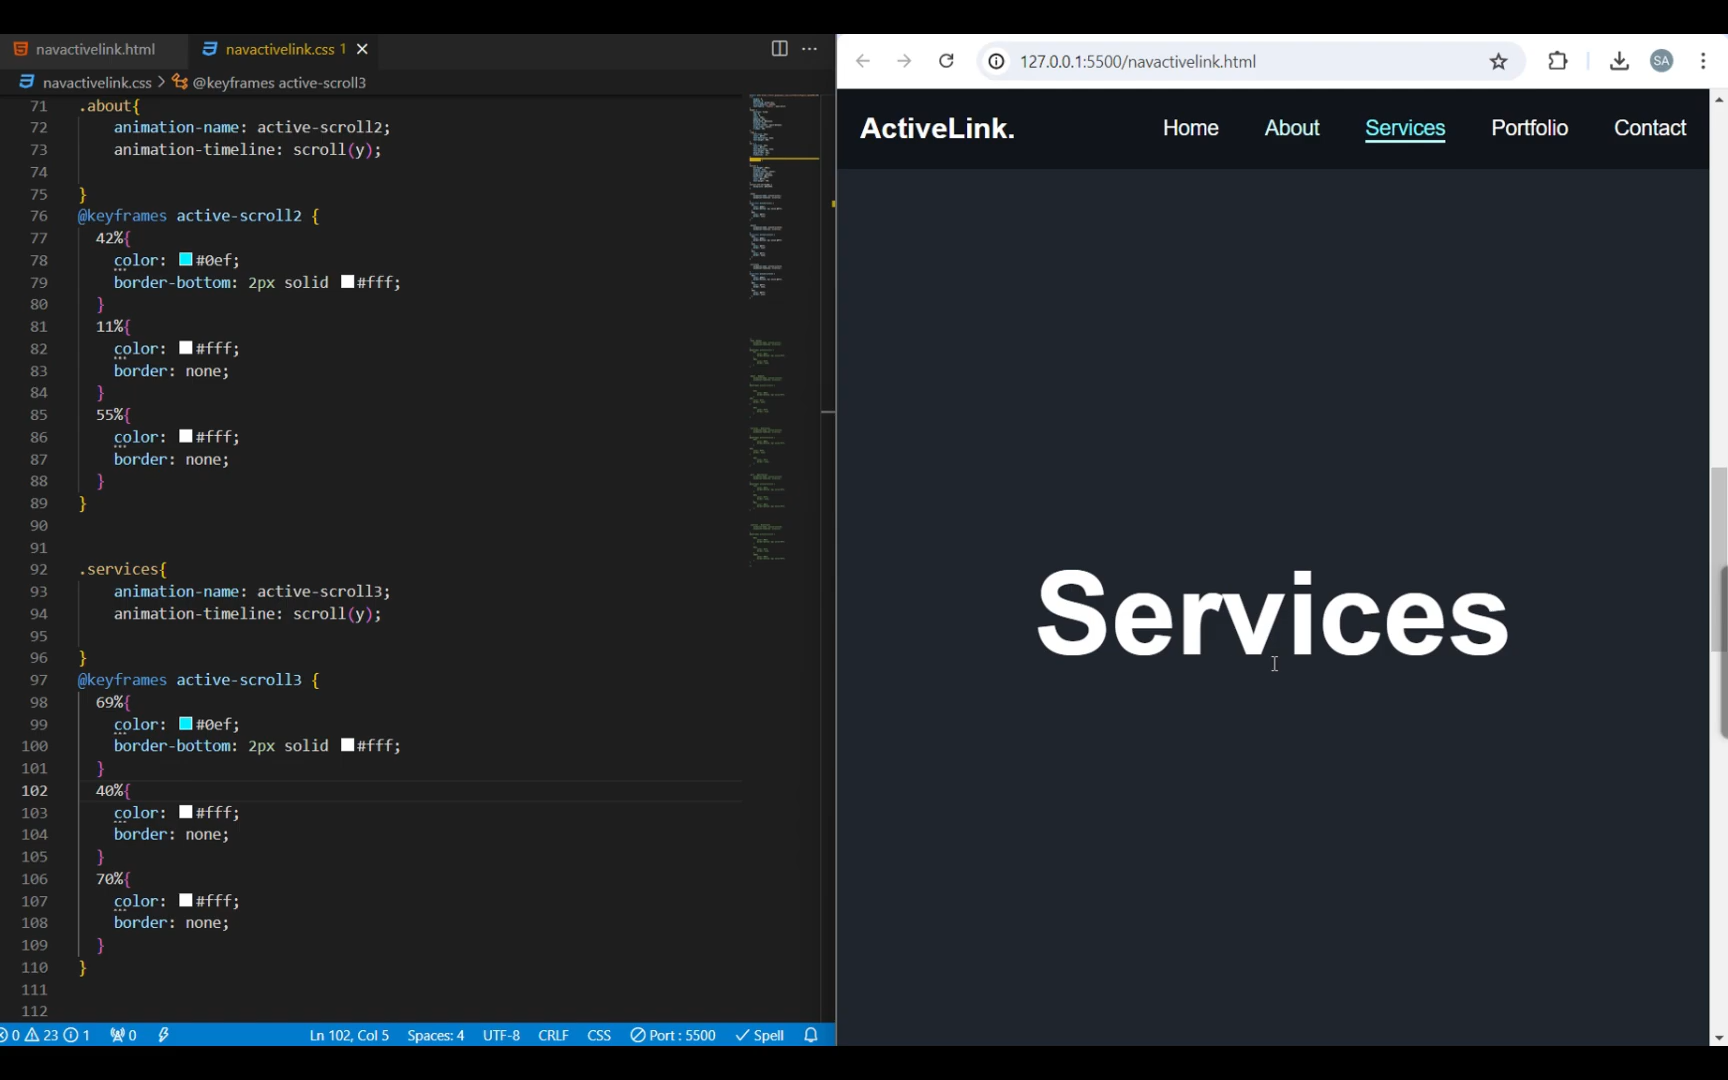 navactivelink.html
navactivelink.css 1
navactivelink.css > @keyframes active-scroll3
71 .about{
72 animation-name: active-scroll2;
73 animation-timeline: scroll(y);
74
75 }
76 @keyframes active-scroll2 {
77 42%{
78 color: #0ef;
79 border-bottom: 2px solid #fff;
80 }
81 11%{
82 color: #fff;
83 border: none;
84 }
85 55%{
86 color: #fff;
87 border: none;
88 }
89 }
90
91
92 .services{
93 animation-name: active-scroll3;
94 animation-timeline: scroll(y);
95
96 }
97 @keyframes active-scroll3 {
98 69%{
99 color: #0ef;
100 border-bottom: 2px solid #fff;
101 }
102 40%{
103 color: #fff;
104 border: none;
105 }
106 70%{
107 color: #fff;
108 border: none;
109 }
110 }
111
112
0 23 1 0 Ln 102, Col 5 Spaces: 4 UTF-8 CRLF CSS Port : 5500 Spell
127.0.0.1:5500/navactivelink.html SA
ActiveLink. Home About Services Portfolio Contact
Services